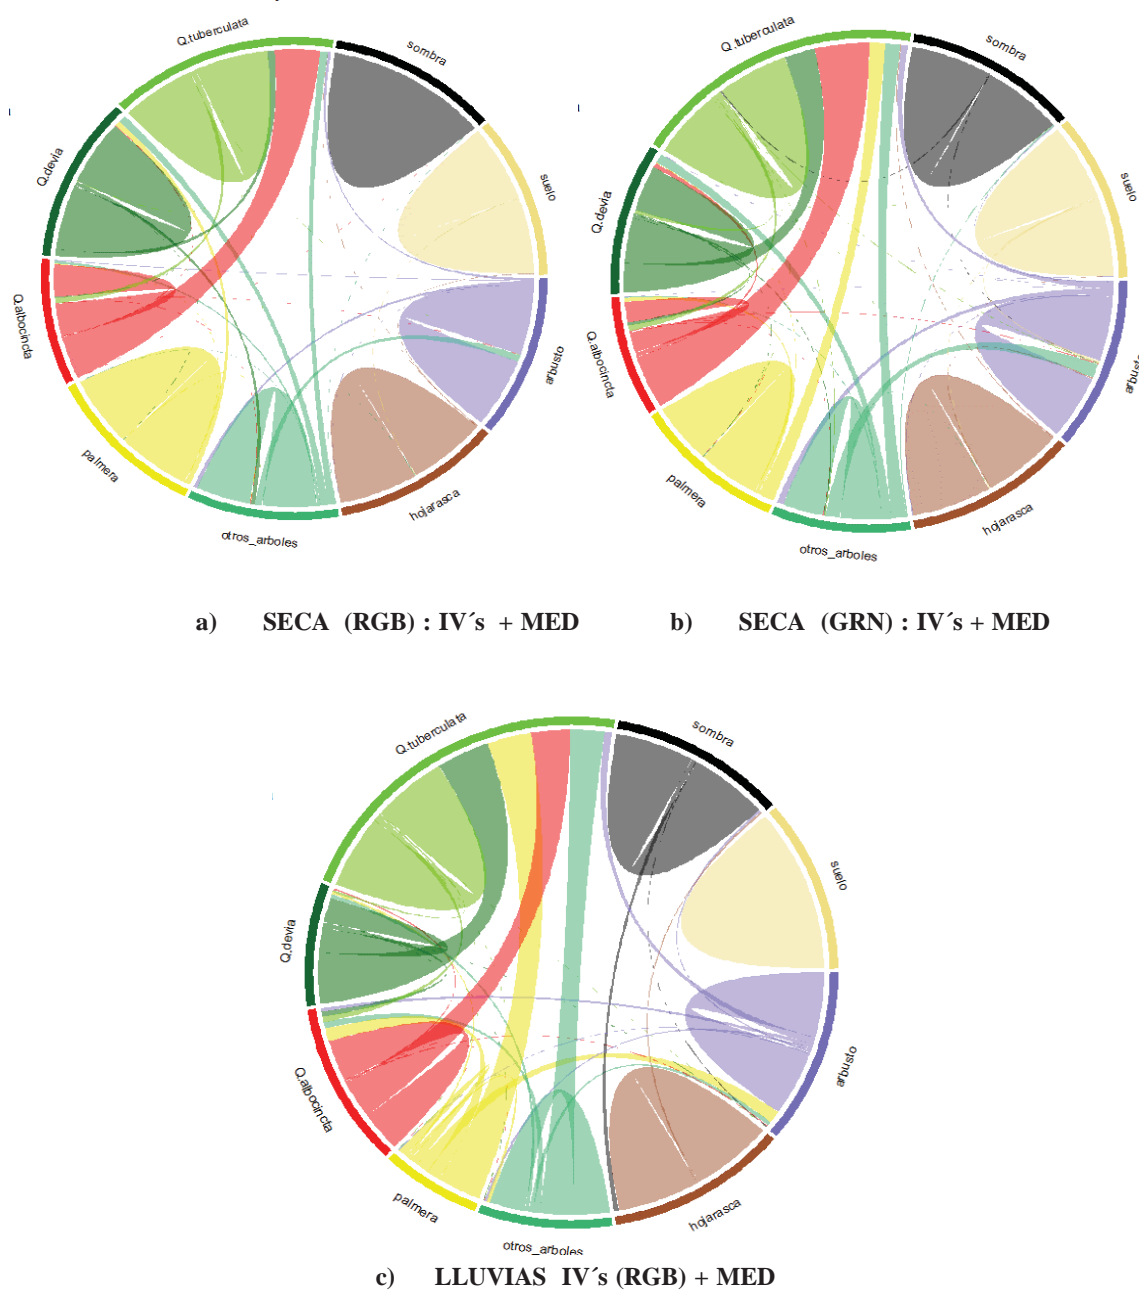 Q.tuberculata
sombra
suelo
arbusto
hojarasca
otros_arboles
palmera
Q.albocincta
Q.devia
Q.tuberculata
sombra
suelo
arbusto
hojarasca
otros_arboles
palmera
Q.albocincta
Q.devia
a) SECA (RGB) : IV´s + MED
b) SECA (GRN) : IV´s + MED
Q.tuberculata
sombra
suelo
arbusto
hojarasca
otros_arboles
palmera
Q.albocincta
Q.devia
c) LLUVIAS IV´s (RGB) + MED